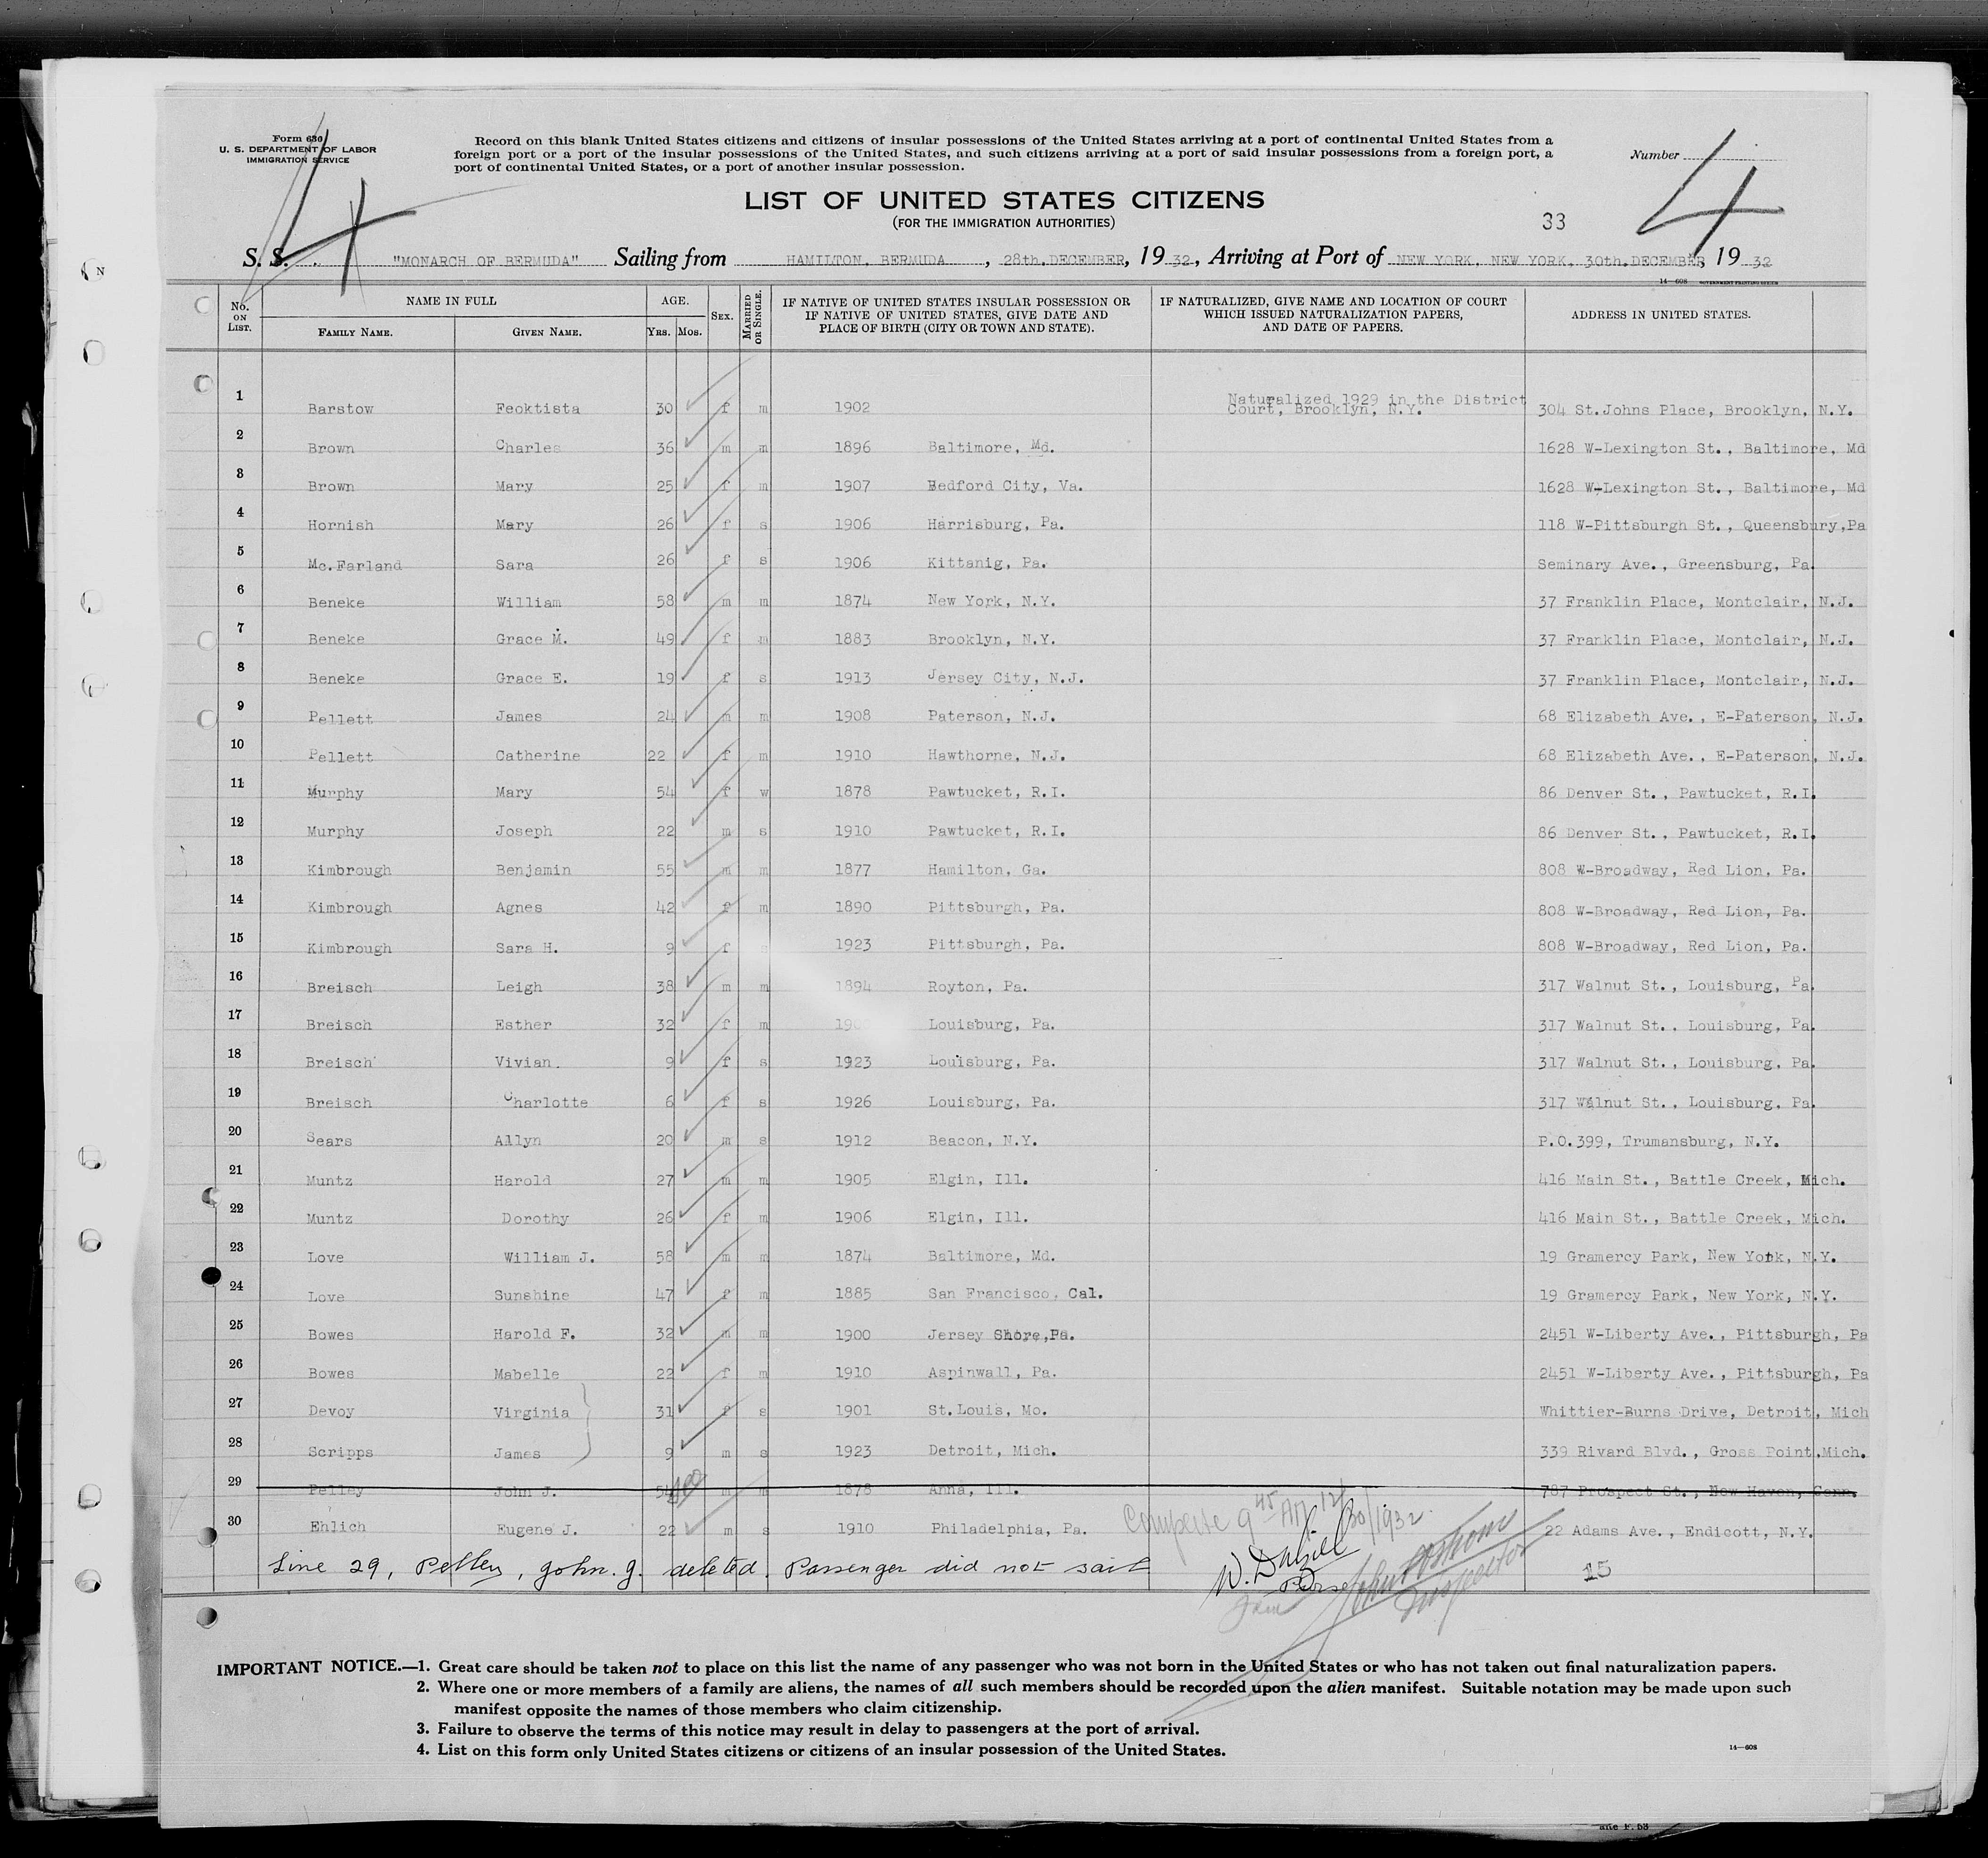 Form 630
U. S. DEPARTMENT OF LABOR
IMMIGRATION SERVICE
Record on this blank United States citizens and citizens of insular possessions of the United States arriving at a port of continental United States from a
foreign port or a port of the insular possessions of the United States, and such citizens arriving at a port of said insular possessions from a foreign port, a
port of continental United States, or a port of another insular possession.
Number
4 4
LIST OF UNITED STATES CITIZENS
(FOR THE IMMIGRATION AUTHORITIES)
33
S. S. "MONARCH OF BERMUDA" Sailing from HAMILTON, BERMUDA, 28th.DECEMBER, 1932, Arriving at Port of NEW YORK, NEW YORK, 30th.DECEMBER, 1932
14—608 GOVERNMENT PRINTING OFFICE
No. ON LIST. NAME IN FULL FAMILY NAME. GIVEN NAME. AGE. YRS. MOS. SEX. MARRIED OR SINGLE. IF NATIVE OF UNITED STATES INSULAR POSSESSION OR IF NATIVE OF UNITED STATES, GIVE DATE AND PLACE OF BIRTH (CITY OR TOWN AND STATE). IF NATURALIZED, GIVE NAME AND LOCATION OF COURT WHICH ISSUED NATURALIZATION PAPERS, AND DATE OF PAPERS. ADDRESS IN UNITED STATES.
1 Barstow Feoktista 30 f m 1902 Naturalized 1929 in the District Court, Brooklyn, N.Y. 304 St.Johns Place, Brooklyn, N.Y.
2 Brown Charles 36 m m 1896 Baltimore, Md. 1628 W-Lexington St., Baltimore, Md
3 Brown Mary 25 f m 1907 Bedford City, Va. 1628 W-Lexington St., Baltimore, Md
4 Hornish Mary 26 f s 1906 Harrisburg, Pa. 118 W-Pittsburgh St., Queensbury,Pa
5 Mc.Farland Sara 26 f s 1906 Kittanig, Pa. Seminary Ave., Greensburg, Pa.
6 Beneke William 58 m m 1874 New York, N.Y. 37 Franklin Place, Montclair, N.J.
7 Beneke Grace M. 49 f m 1883 Brooklyn, N.Y. 37 Franklin Place, Montclair, N.J.
8 Beneke Grace E. 19 f s 1913 Jersey City, N.J. 37 Franklin Place, Montclair, N.J.
9 Pellett James 24 m m 1908 Paterson, N.J. 68 Elizabeth Ave., E-Paterson, N.J.
10 Pellett Catherine 22 f m 1910 Hawthorne, N.J. 68 Elizabeth Ave., E-Paterson, N.J.
11 Murphy Mary 54 f w 1878 Pawtucket, R.I. 86 Denver St., Pawtucket, R.I.
12 Murphy Joseph 22 m s 1910 Pawtucket, R.I. 86 Denver St., Pawtucket, R.I.
13 Kimbrough Benjamin 55 m m 1877 Hamilton, Ga. 808 W-Broadway, Red Lion, Pa.
14 Kimbrough Agnes 42 f m 1890 Pittsburgh, Pa. 808 W-Broadway, Red Lion, Pa.
15 Kimbrough Sara H. 9 f s 1923 Pittsburgh, Pa. 808 W-Broadway, Red Lion, Pa.
16 Breisch Leigh 38 m m 1894 Royton, Pa. 317 Walnut St., Louisburg, Pa.
17 Breisch Esther 32 f m Louisburg, Pa. 317 Walnut St., Louisburg, Pa.
18 Breisch Vivian. 9 f s 1923 Louisburg, Pa. 317 Walnut St., Louisburg, Pa.
19 Breisch Charlotte 6 f s 1926 Louisburg, Pa. 317 Walnut St., Louisburg, Pa.
20 Sears Allyn 20 m s 1912 Beacon, N.Y. P.O.399, Trumansburg, N.Y.
21 Muntz Harold 27 m m 1905 Elgin, Ill. 416 Main St., Battle Creek, Mich.
22 Muntz Dorothy 26 f m 1906 Elgin, Ill. 416 Main St., Battle Creek, Mich.
23 Love William J. 58 m m 1874 Baltimore, Md. 19 Gramercy Park, New York, N.Y.
24 Love Sunshine 47 f m 1885 San Francisco, Cal. 19 Gramercy Park, New York, N.Y.
25 Bowes Harold F. 32 m m 1900 Jersey Shore,Pa. 2451 W-Liberty Ave., Pittsburgh, Pa
26 Bowes Mabelle 22 f m 1910 Aspinwall, Pa. 2451 W-Liberty Ave., Pittsburgh, Pa
27 Devoy Virginia 31 f s 1901 St.Louis, Mo. Whittier-Burns Drive, Detroit, Mich
28 Scripps James 9 m s 1923 Detroit, Mich. 339 Rivard Blvd., Gross Point.Mich.
29 Pelley John J. 54 m m 1878 Anna, Ill. 787 Prospect St., New Haven, Conn.
30 Ehlich Eugene J. 22 m s 1910 Philadelphia, Pa. 22 Adams Ave., Endicott, N.Y.
Complete 9 45 AM 12/30/1932
Line 29, Pelley, John. J. deleted. Passenger did not sail
Inspector
15
IMPORTANT NOTICE.—1. Great care should be taken not to place on this list the name of any passenger who was not born in the United States or who has not taken out final naturalization papers.
2. Where one or more members of a family are aliens, the names of all such members should be recorded upon the alien manifest. Suitable notation may be made upon such
manifest opposite the names of those members who claim citizenship.
3. Failure to observe the terms of this notice may result in delay to passengers at the port of arrival.
4. List on this form only United States citizens or citizens of an insular possession of the United States.
14—608